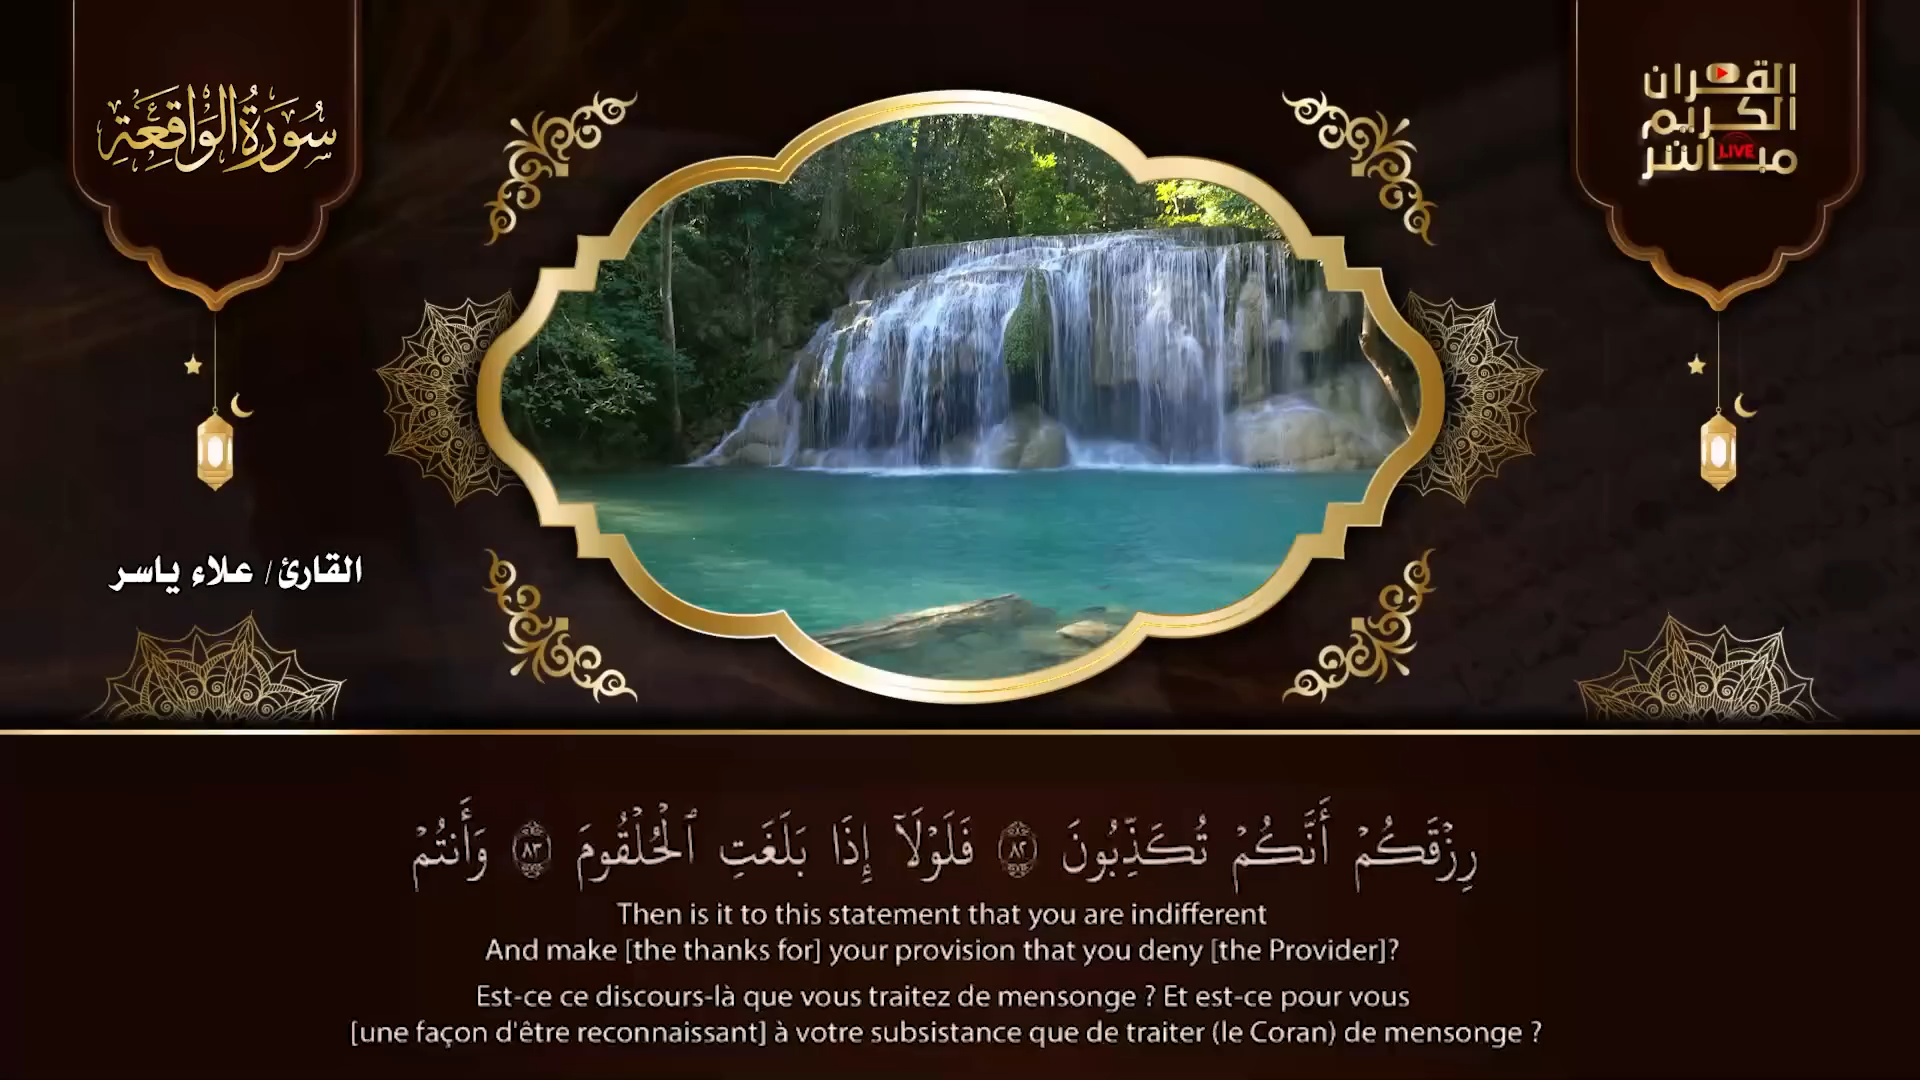 سُورَةُ الوَاقِعَةِ
القرآن
الكريم
مباشر
LIVE
القارئ / علاء ياسر
رِزْقَكُمْ أَنَّكُمْ تُكَذِّبُونَ ٨٢ فَلَوْلَآ إِذَا بَلَغَتِ ٱلْحُلْقُومَ ٨٣ وَأَنتُمْ
Then is it to this statement that you are indifferent
And make [the thanks for] your provision that you deny [the Provider]?
Est-ce ce discours-là que vous traitez de mensonge ? Et est-ce pour vous
[une façon d'être reconnaissant] à votre subsistance que de traiter (le Coran) de mensonge ?